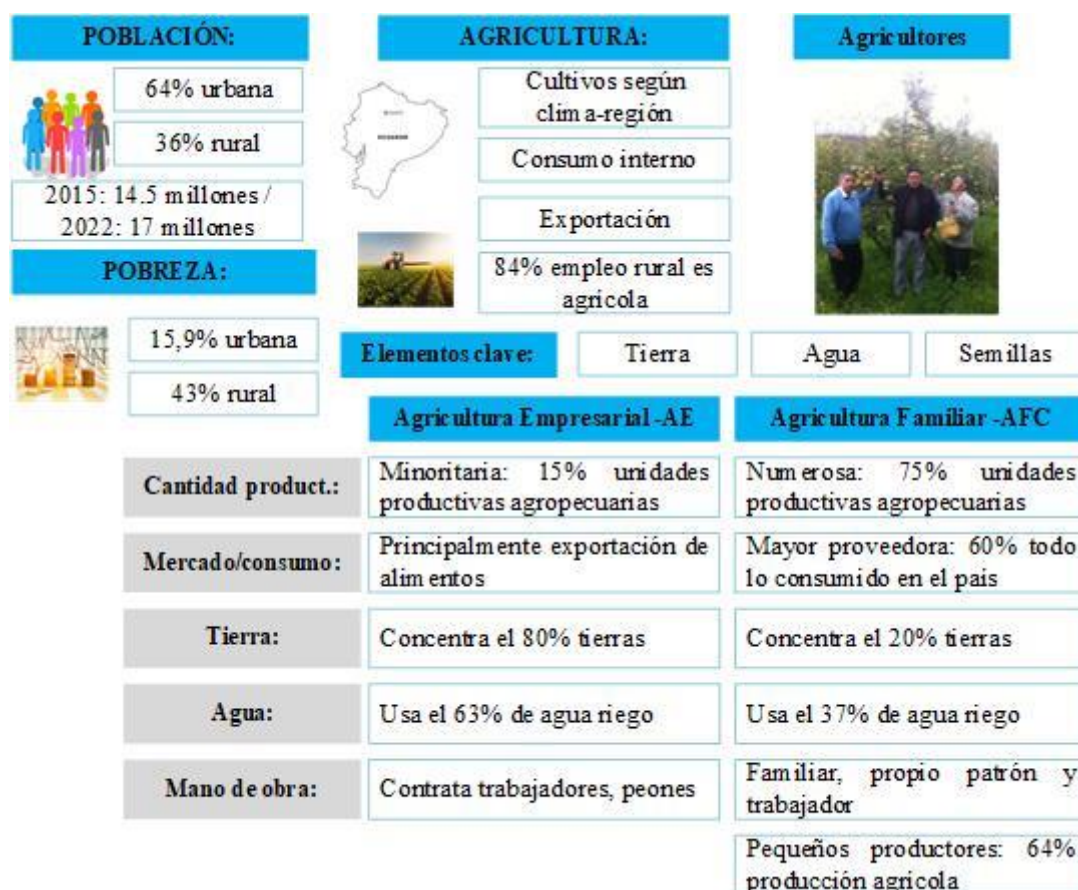 POBLACIÓN:
64% urbana
36% rural
2015: 14.5 millones /
2022: 17 millones
POBREZA:
15,9% urbana
43% rural
AGRICULTURA:
Cultivos según
clima-región
Consumo interno
Exportación
84% empleo rural es
agrícola
Agricultores
Elementos clave:
Tierra
Agua
Semillas
Agricultura Empresarial -AE
Agricultura Familiar -AFC
Cantidad product.:
Minoritaria: 15% unidades
productivas agropecuarias
Numerosa: 75% unidades
productivas agropecuarias
Mercado/consumo:
Principalmente exportación de
alimentos
Mayor proveedora: 60% todo
lo consumido en el país
Tierra:
Concentra el 80% tierras
Concentra el 20% tierras
Agua:
Usa el 63% de agua riego
Usa el 37% de agua riego
Mano de obra:
Contrata trabajadores, peones
Familiar, propio patrón y
trabajador
Pequeños productores: 64%
producción agrícola